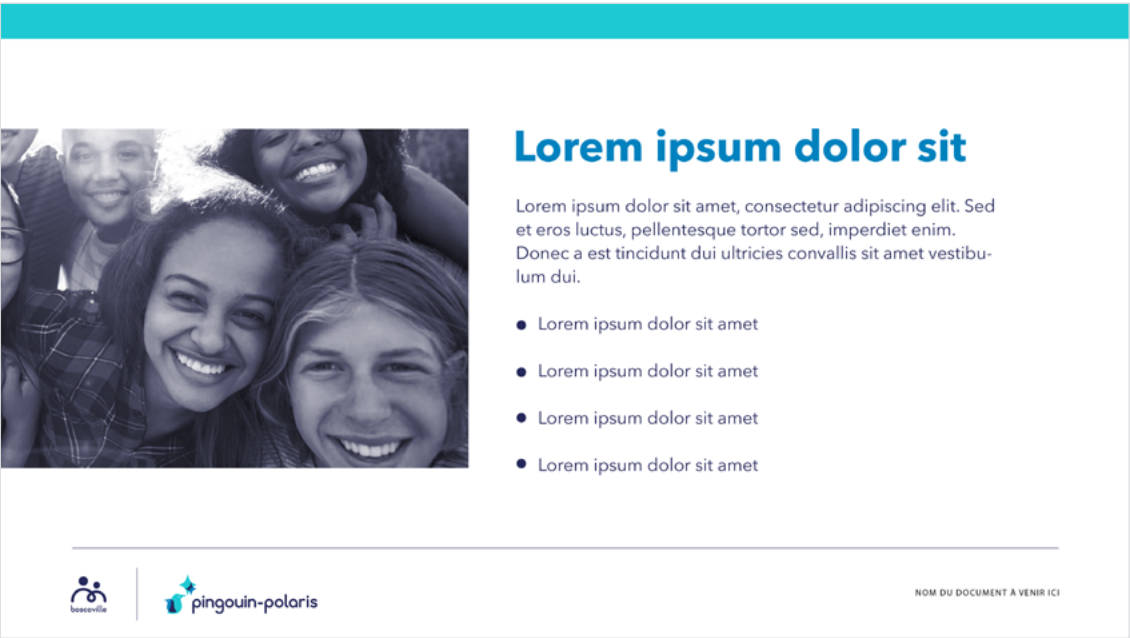 Lorem ipsum dolor sit
Lorem ipsum dolor sit amet, consectetur adipiscing elit. Sed
et eros luctus, pellentesque tortor sed, imperdiet enim.
Donec a est tincidunt dui ultricies convallis sit amet vestibu-
lum dui.
Lorem ipsum dolor sit amet
Lorem ipsum dolor sit amet
Lorem ipsum dolor sit amet
Lorem ipsum dolor sit amet
boscoville
pingouin-polaris
NOM DU DOCUMENT À VENIR ICI